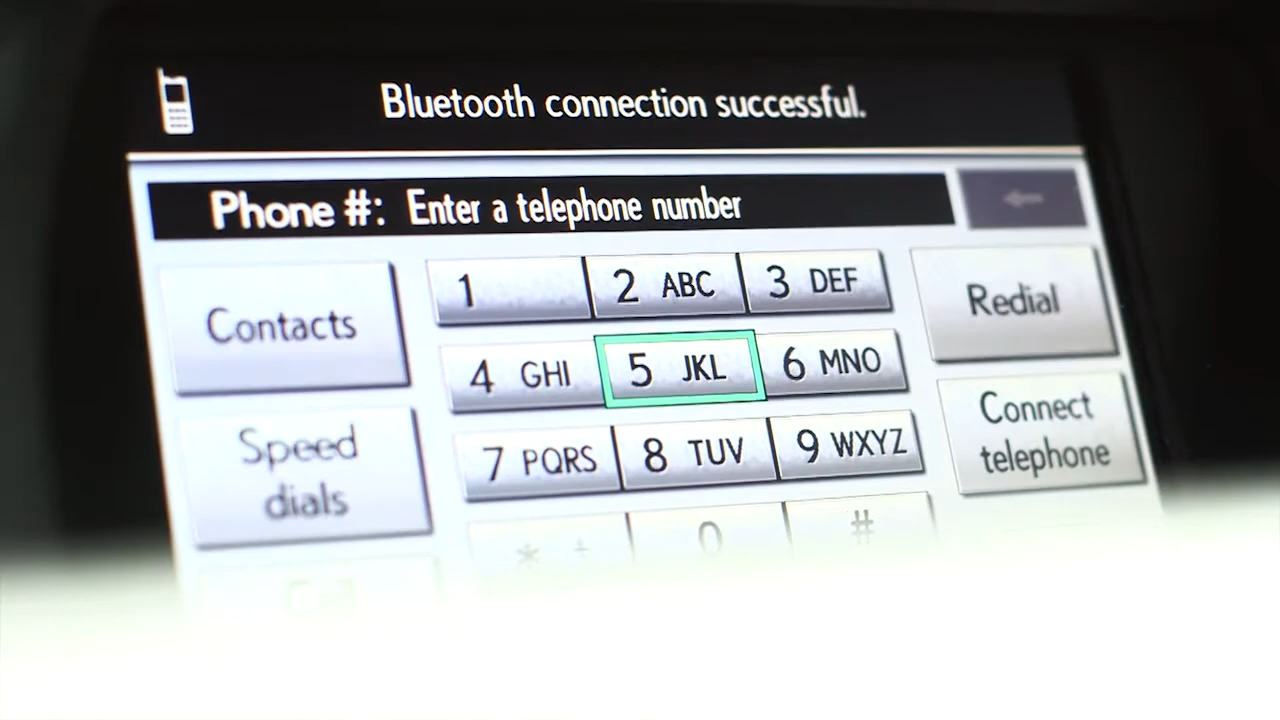 Bluetooth connection successful.
Phone #: Enter a telephone number
Contacts
1
2 ABC
3 DEF
Redial
4 GHI
5 JKL
6 MNO
Speed
dials
7 PQRS
8 TUV
9 WXYZ
Connect
telephone
* +
0
#